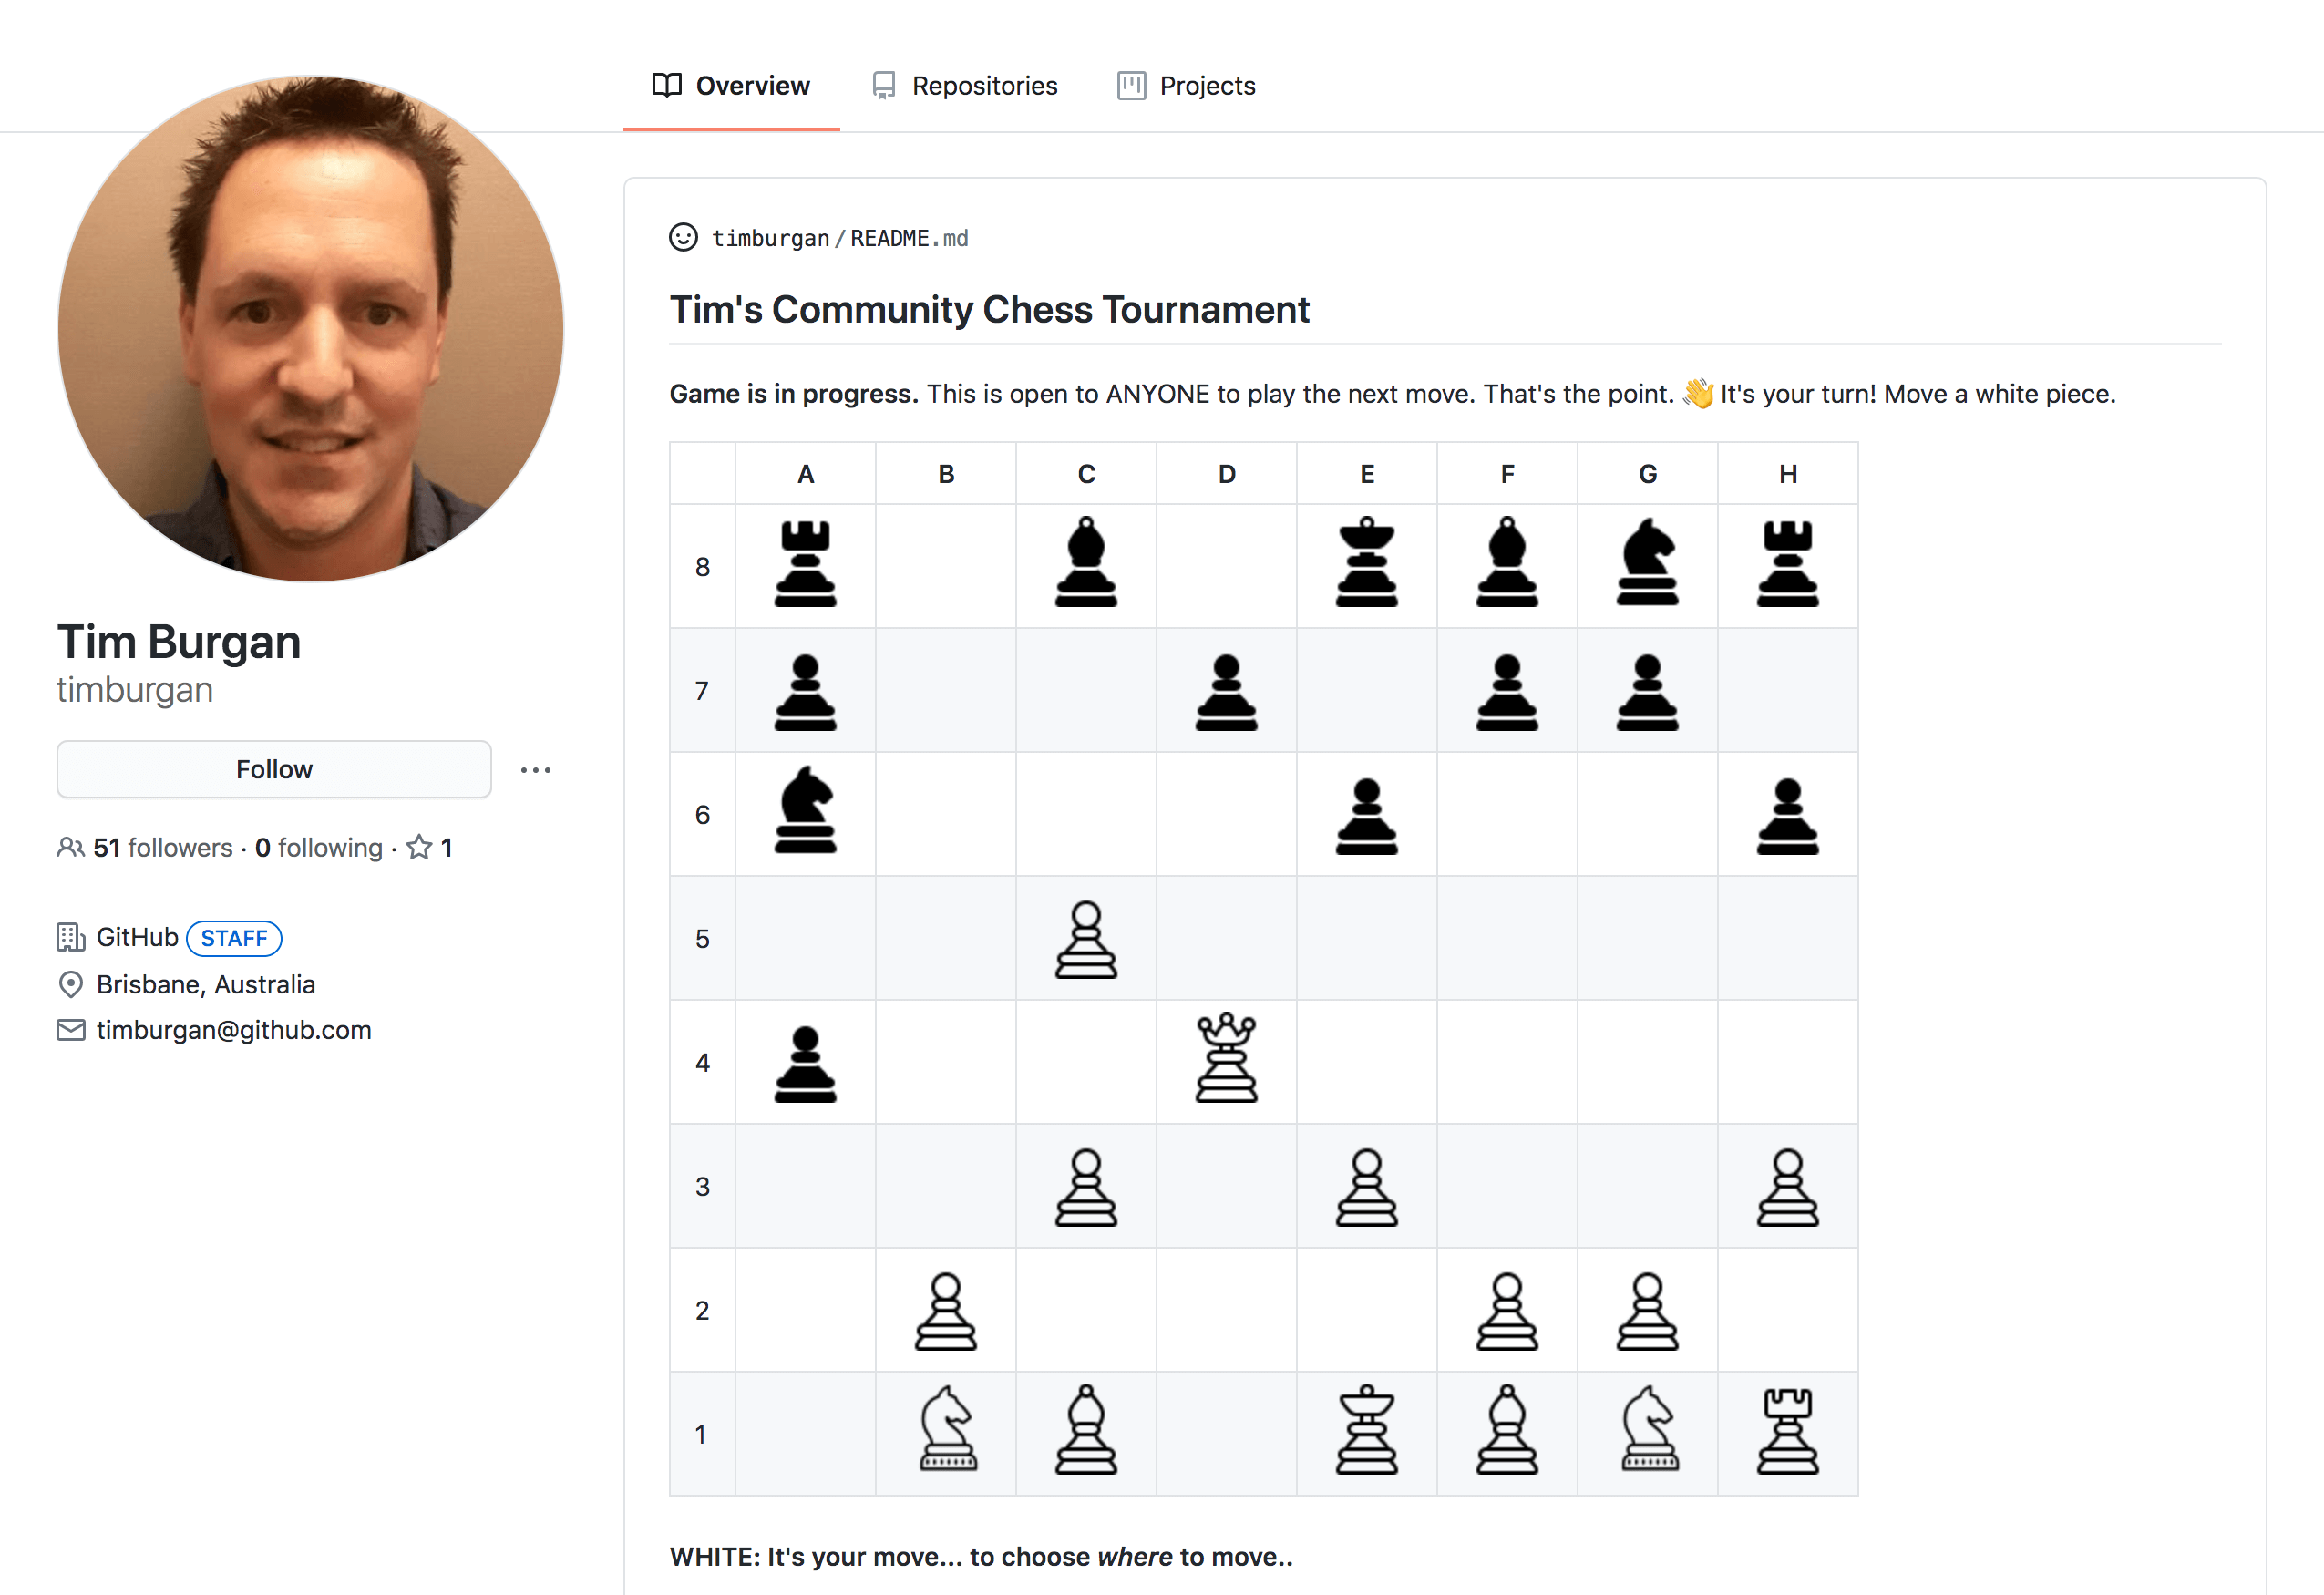 Overview Repositories Projects
timburgan/README.md
Tim's Community Chess Tournament
Game is in progress. This is open to ANYONE to play the next move. That's the point. 👋 It's your turn! Move a white piece.
A B C D E F G H
8
7
6
5
4
3
2
1
WHITE: It's your move... to choose where to move..
Tim Burgan
timburgan
Follow
51 followers · 0 following · 1
GitHub STAFF
Brisbane, Australia
timburgan@github.com